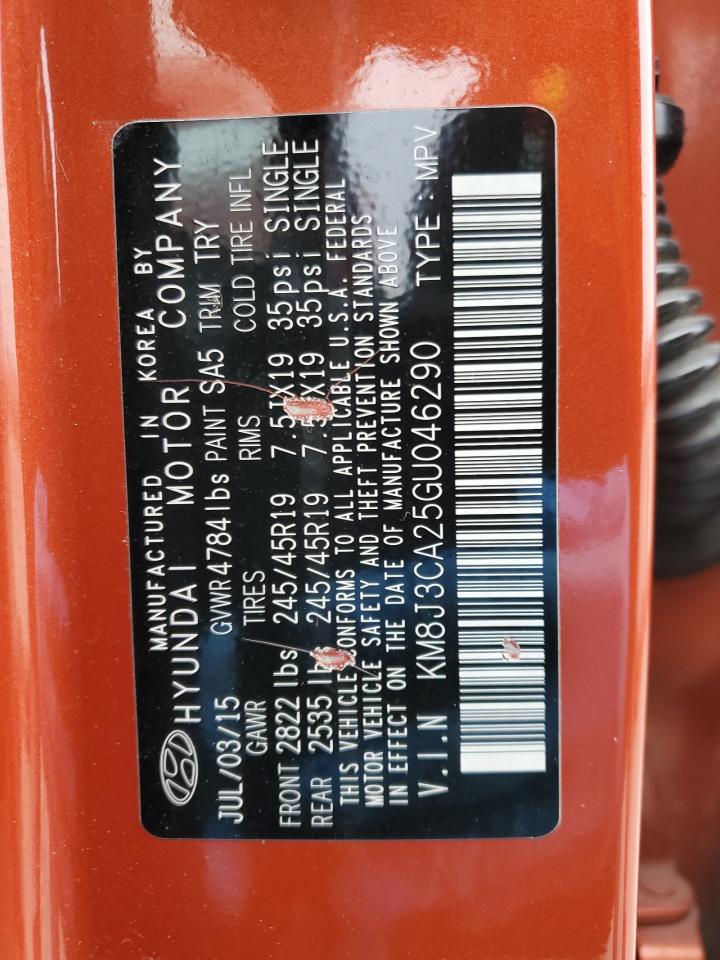 MANUFACTURED IN KOREA BY
HYUNDAI MOTOR COMPANY
JUL/03/15 GVWR 4784 lbs PAINT SA5 TRIM TRY
GAWR TIRES RIMS COLD TIRE INFL
FRONT 2822 lbs 245/45R19 7.5JX19 35psi SINGLE
REAR 2535 245/45R19 35psi SINGLE
THIS VEHICLE CONFORMS TO ALL APPLICABLE U.S.A. FEDERAL
MOTOR VEHICLE SAFETY AND THEFT PREVENTION STANDARDS
IN EFFECT ON THE DATE OF MANUFACTURE SHOWN ABOVE
V.I.N KM8J3CA25GU046290 TYPE : MPV